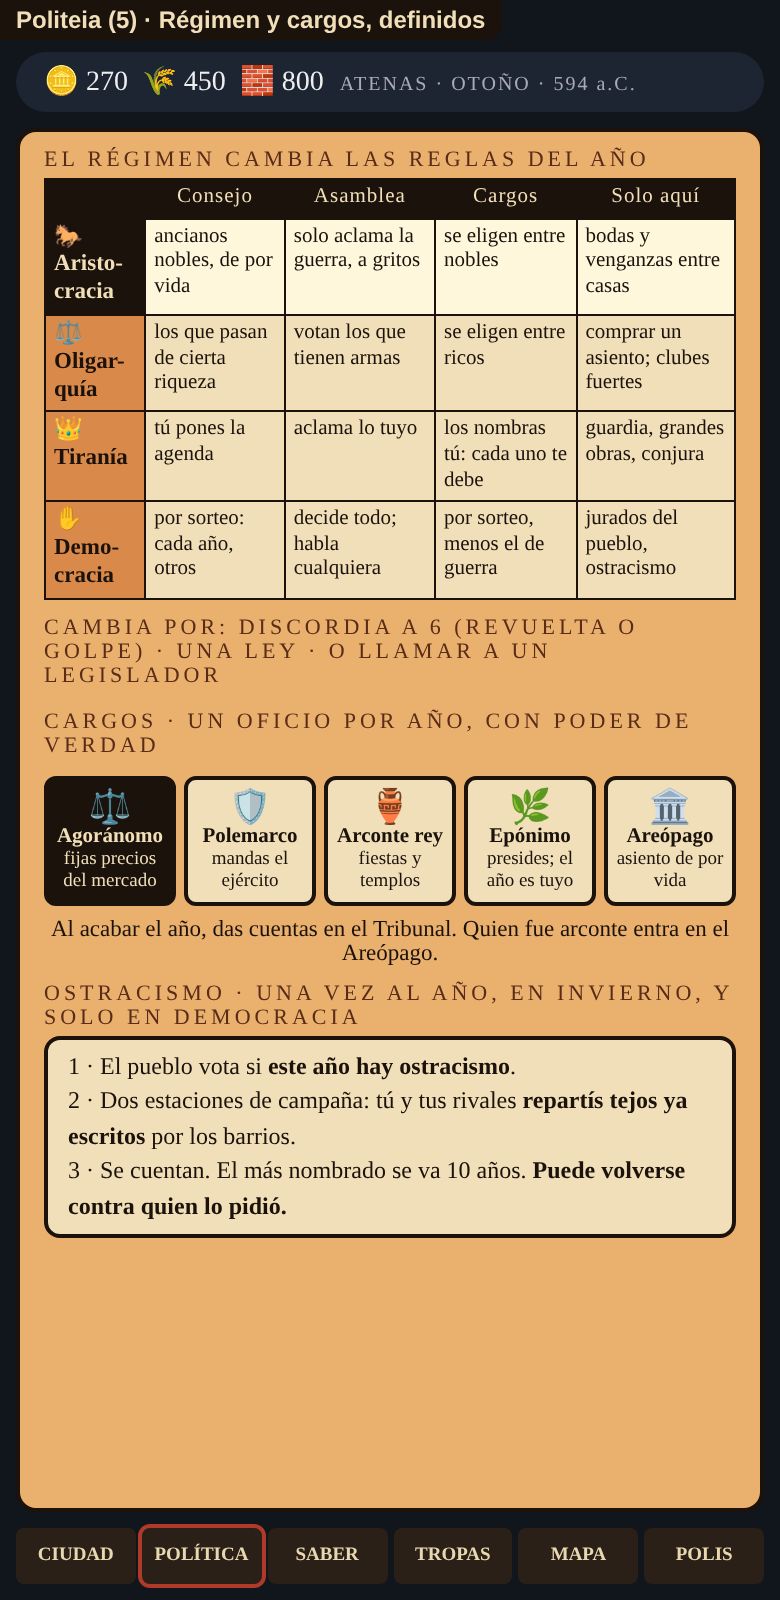 Politeia (5) · Régimen y cargos, definidos
270 450 800 ATENAS · OTOÑO · 594 a.C.
EL RÉGIMEN CAMBIA LAS REGLAS DEL AÑO
Consejo Asamblea Cargos Solo aquí
Aristo-
cracia
ancianos
nobles, de por
vida
solo aclama la
guerra, a gritos
se eligen entre
nobles
bodas y
venganzas entre
casas
Oligar-
quía
los que pasan
de cierta
riqueza
votan los que
tienen armas
se eligen entre
ricos
comprar un
asiento; clubes
fuertes
Tiranía
tú pones la
agenda
aclama lo tuyo
los nombras
tú: cada uno te
debe
guardia, grandes
obras, conjura
Demo-
cracia
por sorteo:
cada año,
otros
decide todo;
habla
cualquiera
por sorteo,
menos el de
guerra
jurados del
pueblo,
ostracismo
CAMBIA POR: DISCORDIA A 6 (REVUELTA O
GOLPE) · UNA LEY · O LLAMAR A UN
LEGISLADOR
CARGOS · UN OFICIO POR AÑO, CON PODER DE
VERDAD
Agoránomo
fijas precios
del mercado
Polemarco
mandas el
ejército
Arconte rey
fiestas y
templos
Epónimo
presides; el
año es tuyo
Areópago
asiento de por
vida
Al acabar el año, das cuentas en el Tribunal. Quien fue arconte entra en el
Areópago.
OSTRACISMO · UNA VEZ AL AÑO, EN INVIERNO, Y
SOLO EN DEMOCRACIA
1 · El pueblo vota si este año hay ostracismo.
2 · Dos estaciones de campaña: tú y tus rivales repartís tejos ya
escritos por los barrios.
3 · Se cuentan. El más nombrado se va 10 años. Puede volverse
contra quien lo pidió.
CIUDAD POLÍTICA SABER TROPAS MAPA POLIS